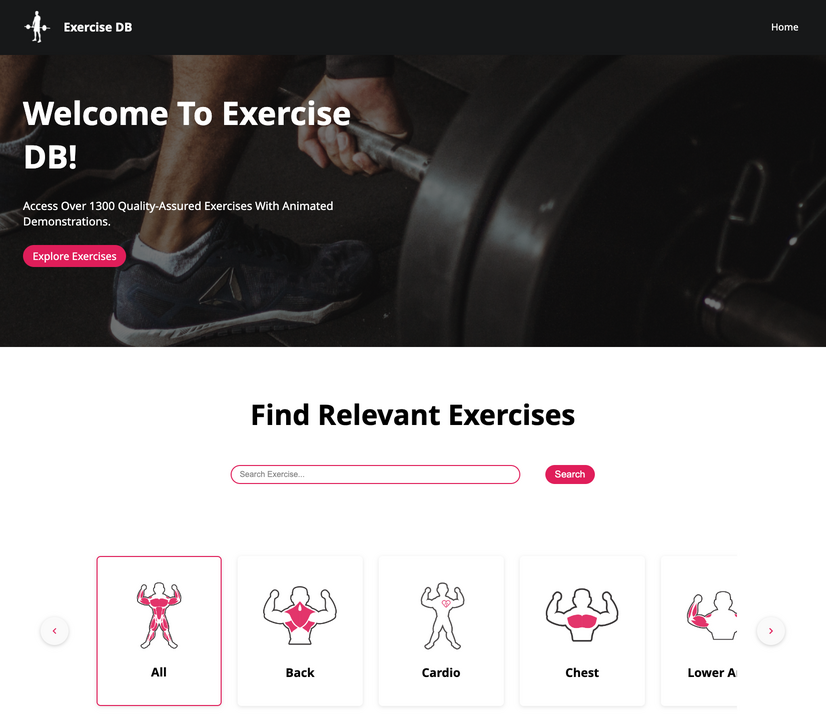 Exercise DB
Home
Welcome To Exercise
DB!
Access Over 1300 Quality-Assured Exercises With Animated
Demonstrations.
Explore Exercises
Find Relevant Exercises
Search Exercise...
Search
All
Back
Cardio
Chest
Lower